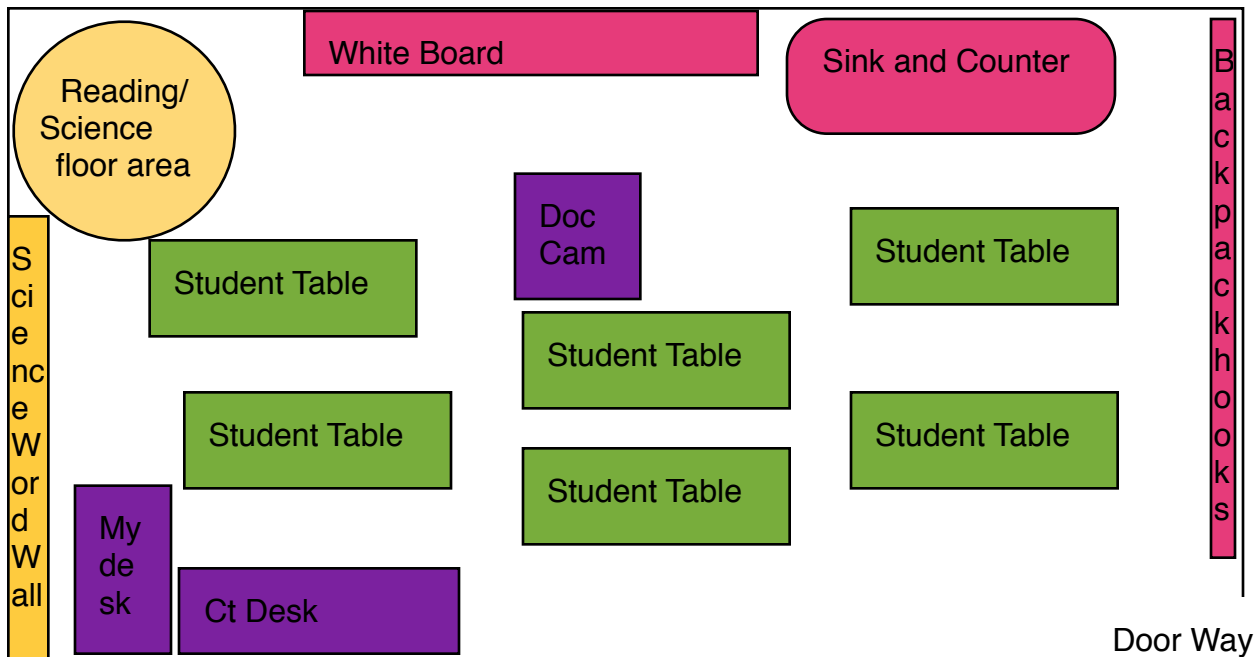 White Board
Sink and Counter
Reading/
Science
floor area
B
a
c
k
p
a
c
k
h
o
o
k
s
Doc
Cam
Student Table
Student Table
S
ci
e
nc
e
W
or
d
W
all
Student Table
Student Table
Student Table
Student Table
My
de
sk
Ct Desk
Door Way